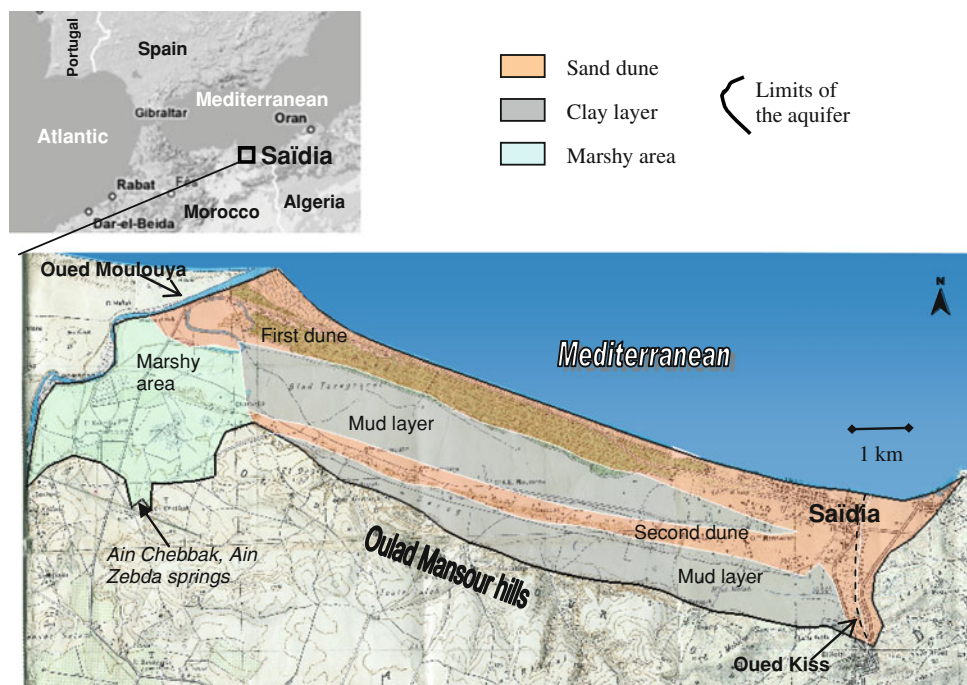 Portugal
Spain
Mediterranean
Gibraltar
Oran
Atlantic
Saïdia
Rabat
Fès
Morocco
Algeria
Dar-el-Beida
Sand dune
Clay layer
Marshy area
Limits of
the aquifer
Oued Moulouya
N
First dune
Mediterranean
Marshy
area
Mud layer
1 km
Saïdia
Second dune
Ain Chebbak, Ain
Zebda springs
Oulad Mansour hills
Mud layer
Oued Kiss